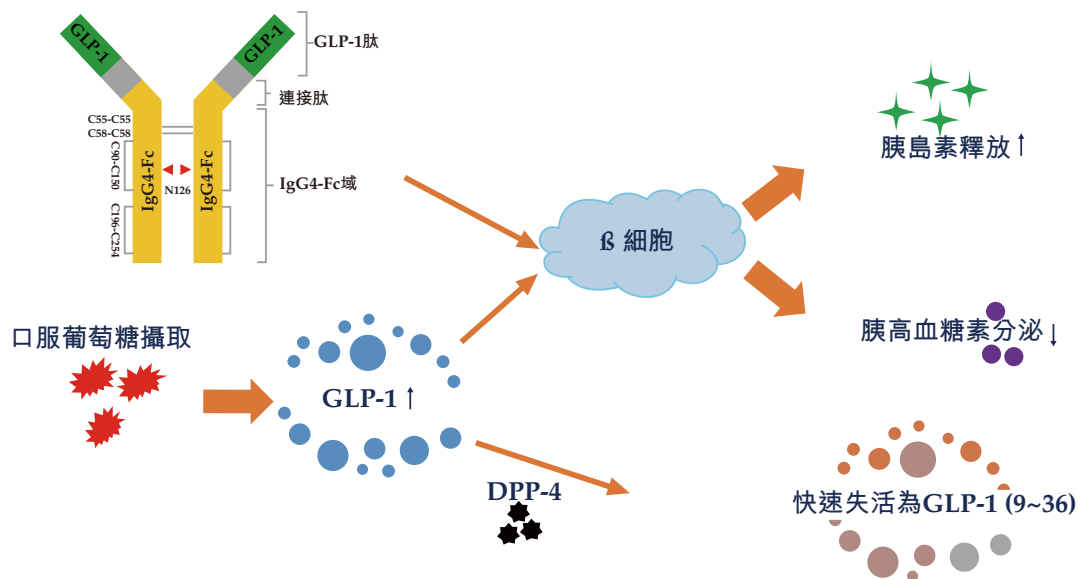 GLP-1
GLP-1
GLP-1肽
連接肽
C55-C55
C58-C58
C90-C150
IgG4-Fc
N126
IgG4-Fc
IgG4-Fc域
C196-C254
胰島素釋放↑
ß 細胞
口服葡萄糖攝取
胰高血糖素分泌↓
GLP-1↑
DPP-4
快速失活為GLP-1 (9~36)